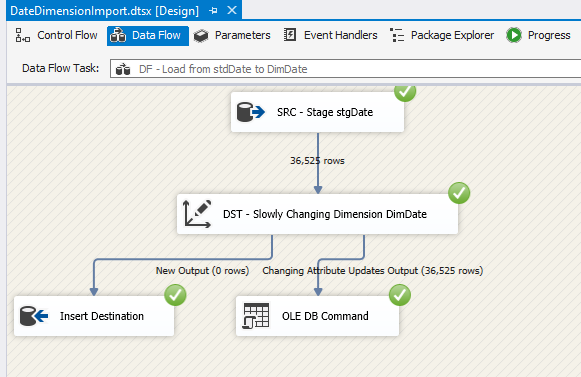 DateDimensionImport.dtsx [Design]
Control Flow
Data Flow
Parameters
Event Handlers
Package Explorer
Progress
Data Flow Task:
DF - Load from stdDate to DimDate
SRC - Stage stgDate
36,525 rows
DST - Slowly Changing Dimension DimDate
New Output (0 rows)
Changing Attribute Updates Output (36,525 rows)
Insert Destination
OLE DB Command